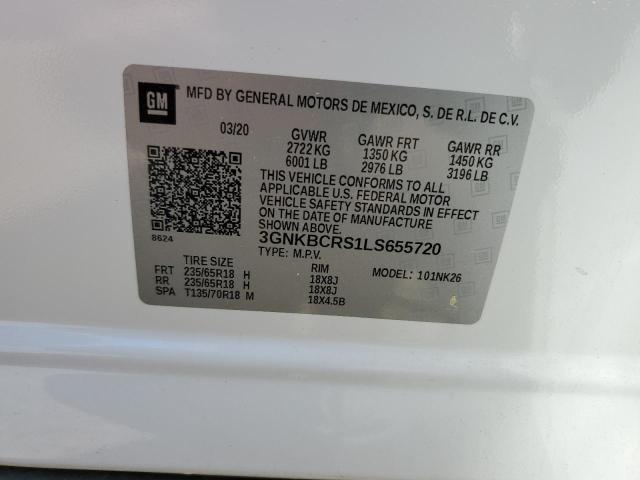 GM
MFD BY GENERAL MOTORS DE MEXICO, S. DE R.L. DE C.V.
03/20 GVWR GAWR FRT GAWR RR
2722 KG 1350 KG 1450 KG
6001 LB 2976 LB 3196 LB
THIS VEHICLE CONFORMS TO ALL
APPLICABLE U.S. FEDERAL MOTOR
VEHICLE SAFETY STANDARDS IN EFFECT
ON THE DATE OF MANUFACTURE
8624 3GNKBCRS1LS655720
TYPE: M.P.V. MODEL: 101NK26
TIRE SIZE RIM
FRT 235/65R18 H 18X8J
RR 235/65R18 H 18X8J
SPA T135/70R18 M 18X4.5B